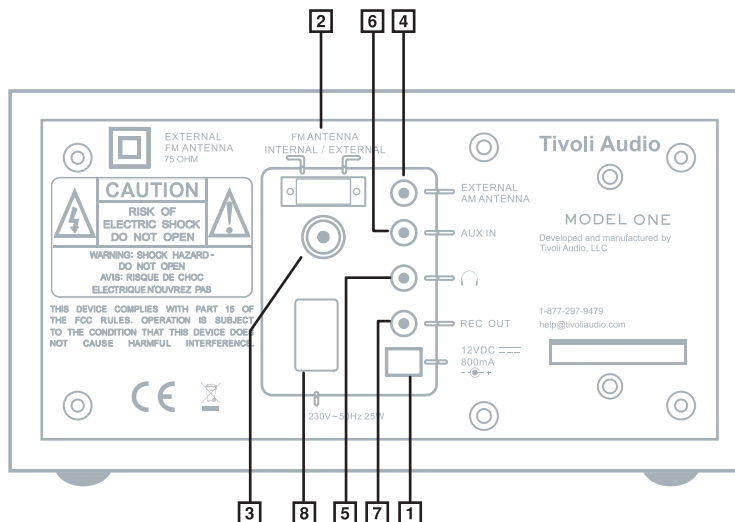 2
6
4
EXTERNAL
FM ANTENNA
75 OHM
FM ANTENNA
INTERNAL / EXTERNAL
Tivoli Audio
CAUTION
RISK OF
ELECTRIC SHOCK
DO NOT OPEN
WARNING: SHOCK HAZARD -
DO NOT OPEN
AVIS: RISQUE DE CHOC
ELECTRIQUE N'OUVREZ PAS
THIS DEVICE COMPLIES WITH PART 15 OF
THE FCC RULES. OPERATION IS SUBJECT
TO THE CONDITION THAT THIS DEVICE DOES
NOT CAUSE HARMFUL INTERFERENCE.
CE
EXTERNAL
AM ANTENNA
AUX IN
REC OUT
12VDC
800mA
- +
230V~50Hz 25W
MODEL ONE
Developed and manufactured by
Tivoli Audio, LLC
1-877-297-9479
help@tivoliaudio.com
3
8
5
7
1